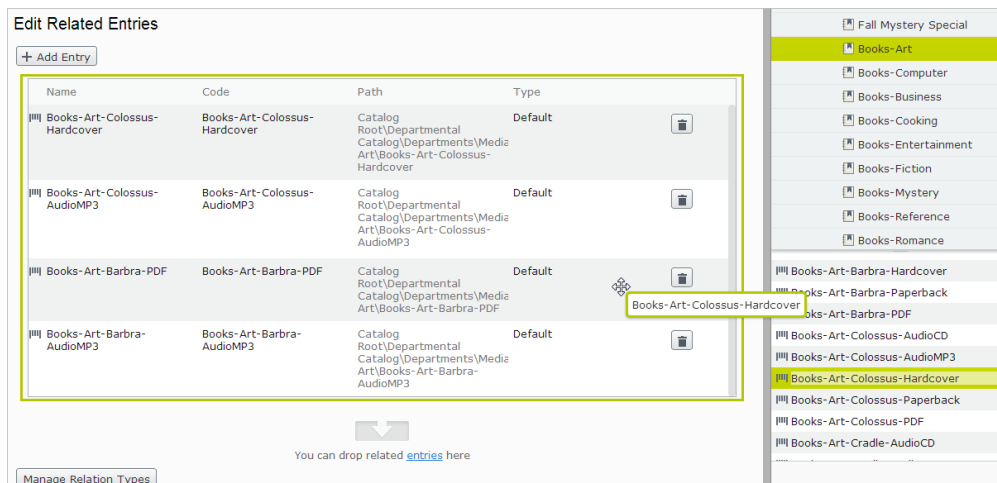 Edit Related Entries
+ Add Entry
Name Code Path Type
Books-Art-Colossus-
Hardcover
Books-Art-Colossus-
Hardcover
Catalog
Root\Departmental
Catalog\Departments\Media
Art\Books-Art-Colossus-
Hardcover
Default
Books-Art-Colossus-
AudioMP3
Books-Art-Colossus-
AudioMP3
Catalog
Root\Departmental
Catalog\Departments\Media
Art\Books-Art-Colossus-
AudioMP3
Default
Books-Art-Barbra-PDF
Books-Art-Barbra-PDF
Catalog
Root\Departmental
Catalog\Departments\Media
Art\Books-Art-Barbra-PDF
Default
Books-Art-Barbra-
AudioMP3
Books-Art-Barbra-
AudioMP3
Catalog
Root\Departmental
Catalog\Departments\Media
Art\Books-Art-Barbra-
AudioMP3
Default
Books-Art-Colossus-Hardcover
You can drop related entries here
Manage Relation Types
Fall Mystery Special
Books-Art
Books-Computer
Books-Business
Books-Cooking
Books-Entertainment
Books-Fiction
Books-Mystery
Books-Reference
Books-Romance
Books-Art-Barbra-Hardcover
Books-Art-Barbra-Paperback
Books-Art-Barbra-PDF
Books-Art-Colossus-AudioCD
Books-Art-Colossus-AudioMP3
Books-Art-Colossus-Hardcover
Books-Art-Colossus-Paperback
Books-Art-Colossus-PDF
Books-Art-Cradle-AudioCD